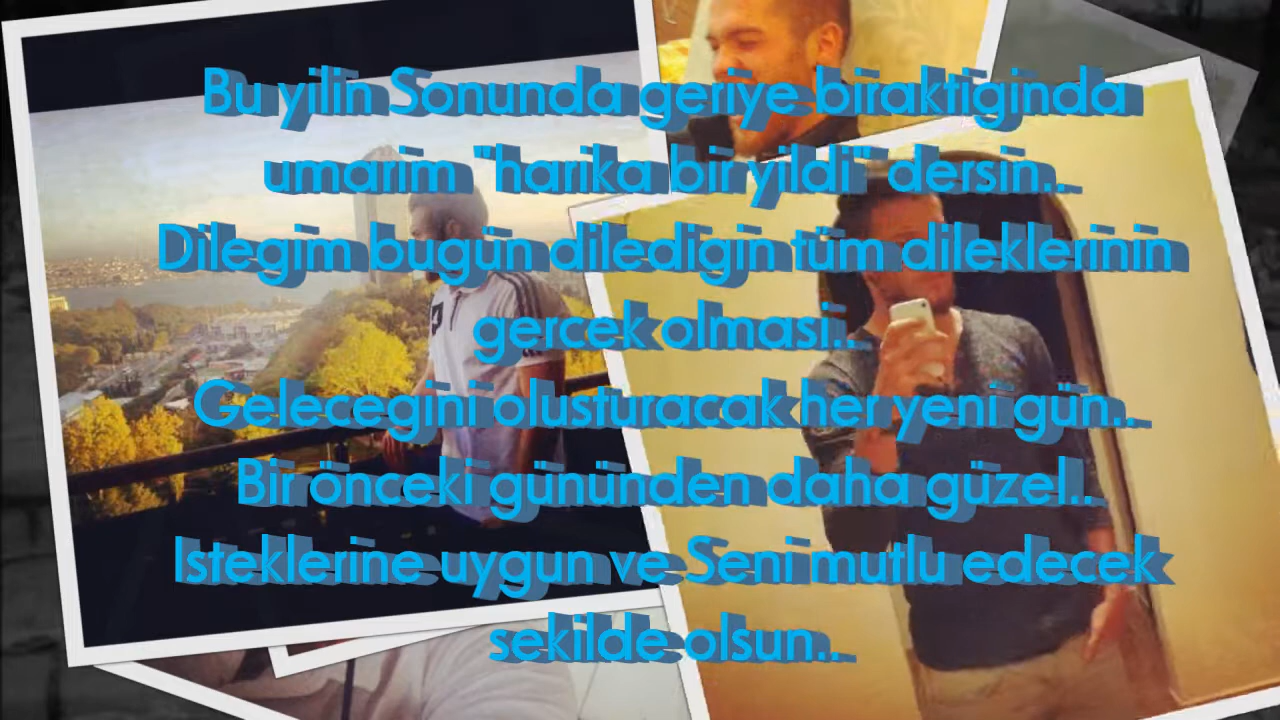 Bu yilin Sonunda geriye biraktiginda
umarim "harika bir yildi" dersin..
Dilegim bugün diledigin tüm dileklerinin
gercek olmasi..
Gelecegini olusturacak her yeni gün..
Bir önceki gününden daha güzel..
Isteklerine uygun ve Seni mutlu edecek
sekilde olsun..